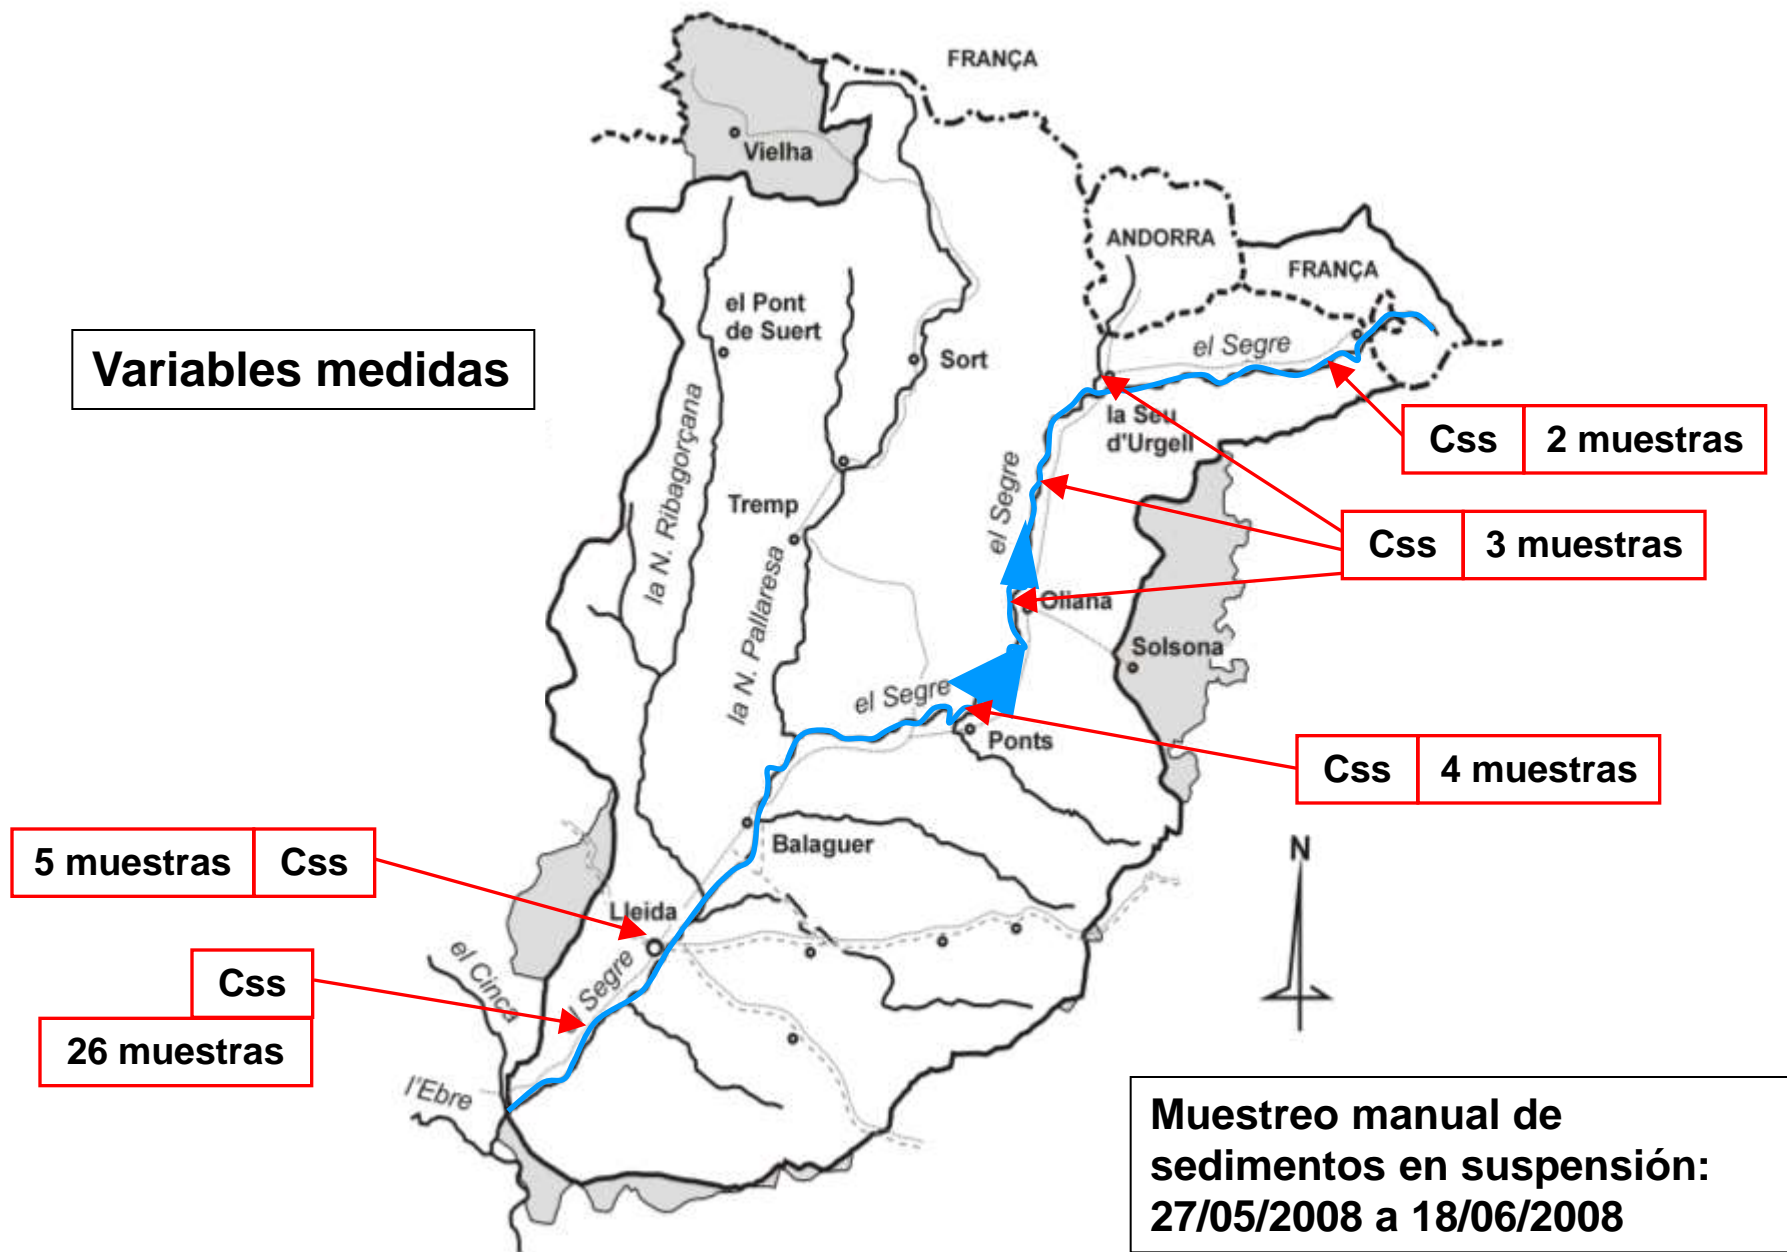 FRANÇA
Vielha
ANDORRA
FRANÇA
el Pont
de Suert
Variables medidas
Sort
el Segre
la N. Ribagorçana
la Seu
d'Urgell
Css
2 muestras
el Segre
Tremp
Css
3 muestras
la N. Pallaresa
Oliana
Solsona
el Segre
Ponts
Css
4 muestras
5 muestras
Css
Balaguer
N
Lleida
el Cinca
Css
el Segre
26 muestras
l'Ebre
Muestreo manual de
sedimentos en suspensión:
27/05/2008 a 18/06/2008